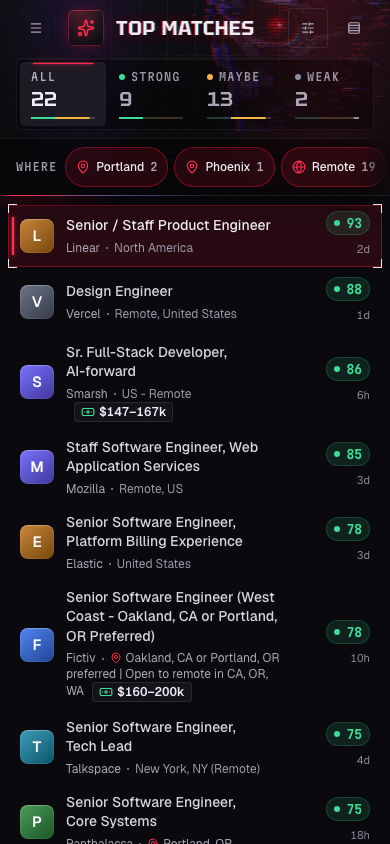 TOP MATCHES
ALL
22
STRONG
9
MAYBE
13
WEAK
2
WHERE
Portland 2
Phoenix 1
Remote 19
L
Senior / Staff Product Engineer
Linear · North America
93
2d
V
Design Engineer
Vercel · Remote, United States
88
1d
S
Sr. Full-Stack Developer,
AI-forward
Smarsh · US - Remote
$147–167k
86
6h
M
Staff Software Engineer, Web
Application Services
Mozilla · Remote, US
85
3d
E
Senior Software Engineer,
Platform Billing Experience
Elastic · United States
78
3d
F
Senior Software Engineer (West
Coast - Oakland, CA or Portland,
OR Preferred)
Fictiv · Oakland, CA or Portland, OR
preferred | Open to remote in CA, OR,
WA $160–200k
78
10h
T
Senior Software Engineer,
Tech Lead
Talkspace · New York, NY (Remote)
75
4d
P
Senior Software Engineer,
Core Systems
Panthalassa · Portland, OR
75
18h